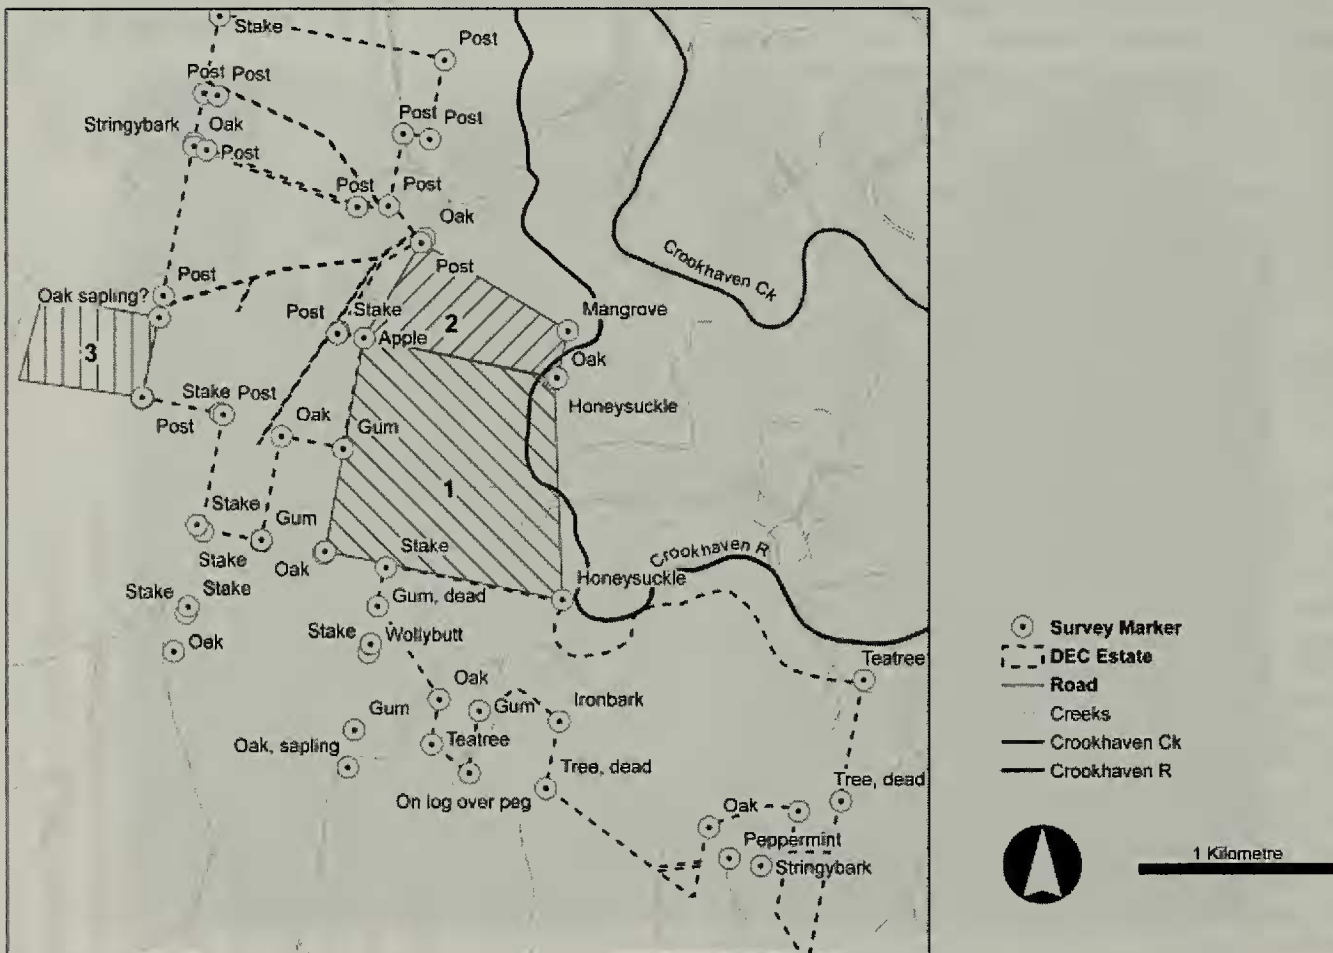 Stake
Post
Post Post
Post Post
Stringybark Oak
Post
Post Post
Oak
Crookhaven Ck
Post
Post
Oak sapling?
Post Stake
Mangrove
2
Apple
3
Oak
Stake Post
Honeysuckle
Post
Oak
Gum
1
Stake
Gum
Stake
Stake
Oak
Crookhaven R
Honeysuckle
Stake
Stake
Gum, dead
Stake
Wollybutt
Oak
Teatree
Oak
Ironbark
Gum
Gum
Oak, sapling
Teatree
Tree, dead
Tree, dead
On log over peg
Oak
Peppermint
Stringybark
Survey Marker
DEC Estate
Road
Creeks
Crookhaven Ck
Crookhaven R
1 Kilometre